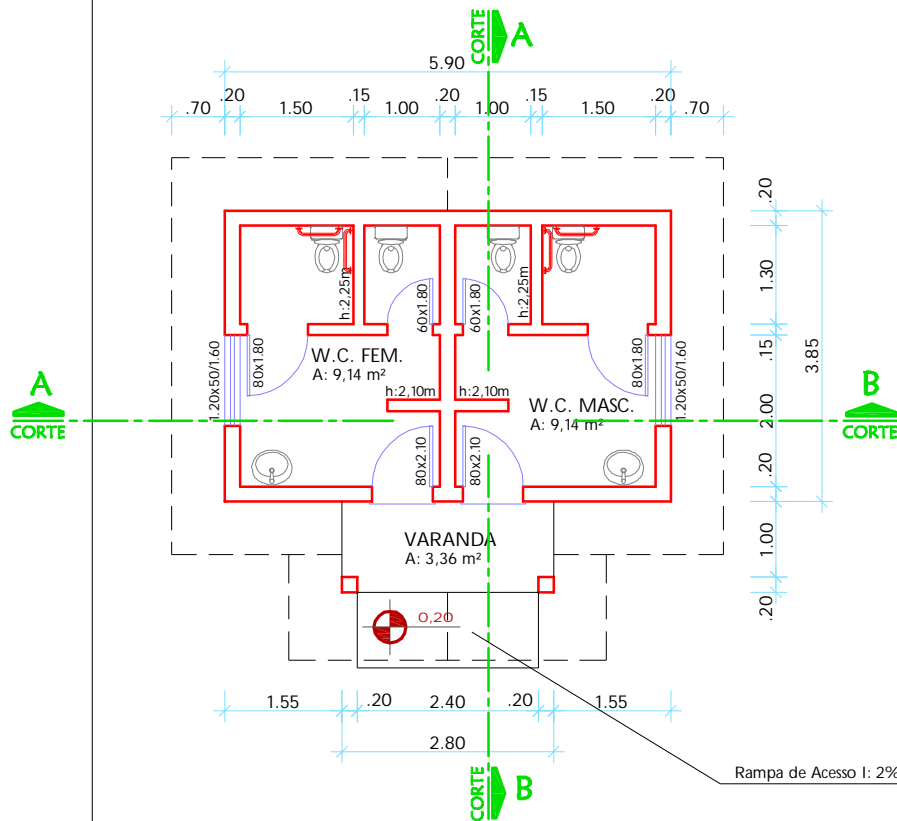 CORTE
A
5.90
.70
.20
1.50
.15
1.00
.20
1.00
.15
1.50
.20
.70
.20
1.30
.15
2.00
.20
1.00
.20
3.85
h:2,25m
60x1.80
60x1.80
h:2,25m
1.20x50/1.60
80x1.80
W.C. FEM.
A: 9,14 m²
h:2,10m
h:2,10m
80x1.80
1.20x50/1.60
W.C. MASC.
A: 9,14 m²
A
CORTE
B
CORTE
80x2.10
80x2.10
VARANDA
A: 3,36 m²
0,20
1.55
.20
2.40
.20
1.55
2.80
Rampa de Acesso I: 2%
CORTE
B